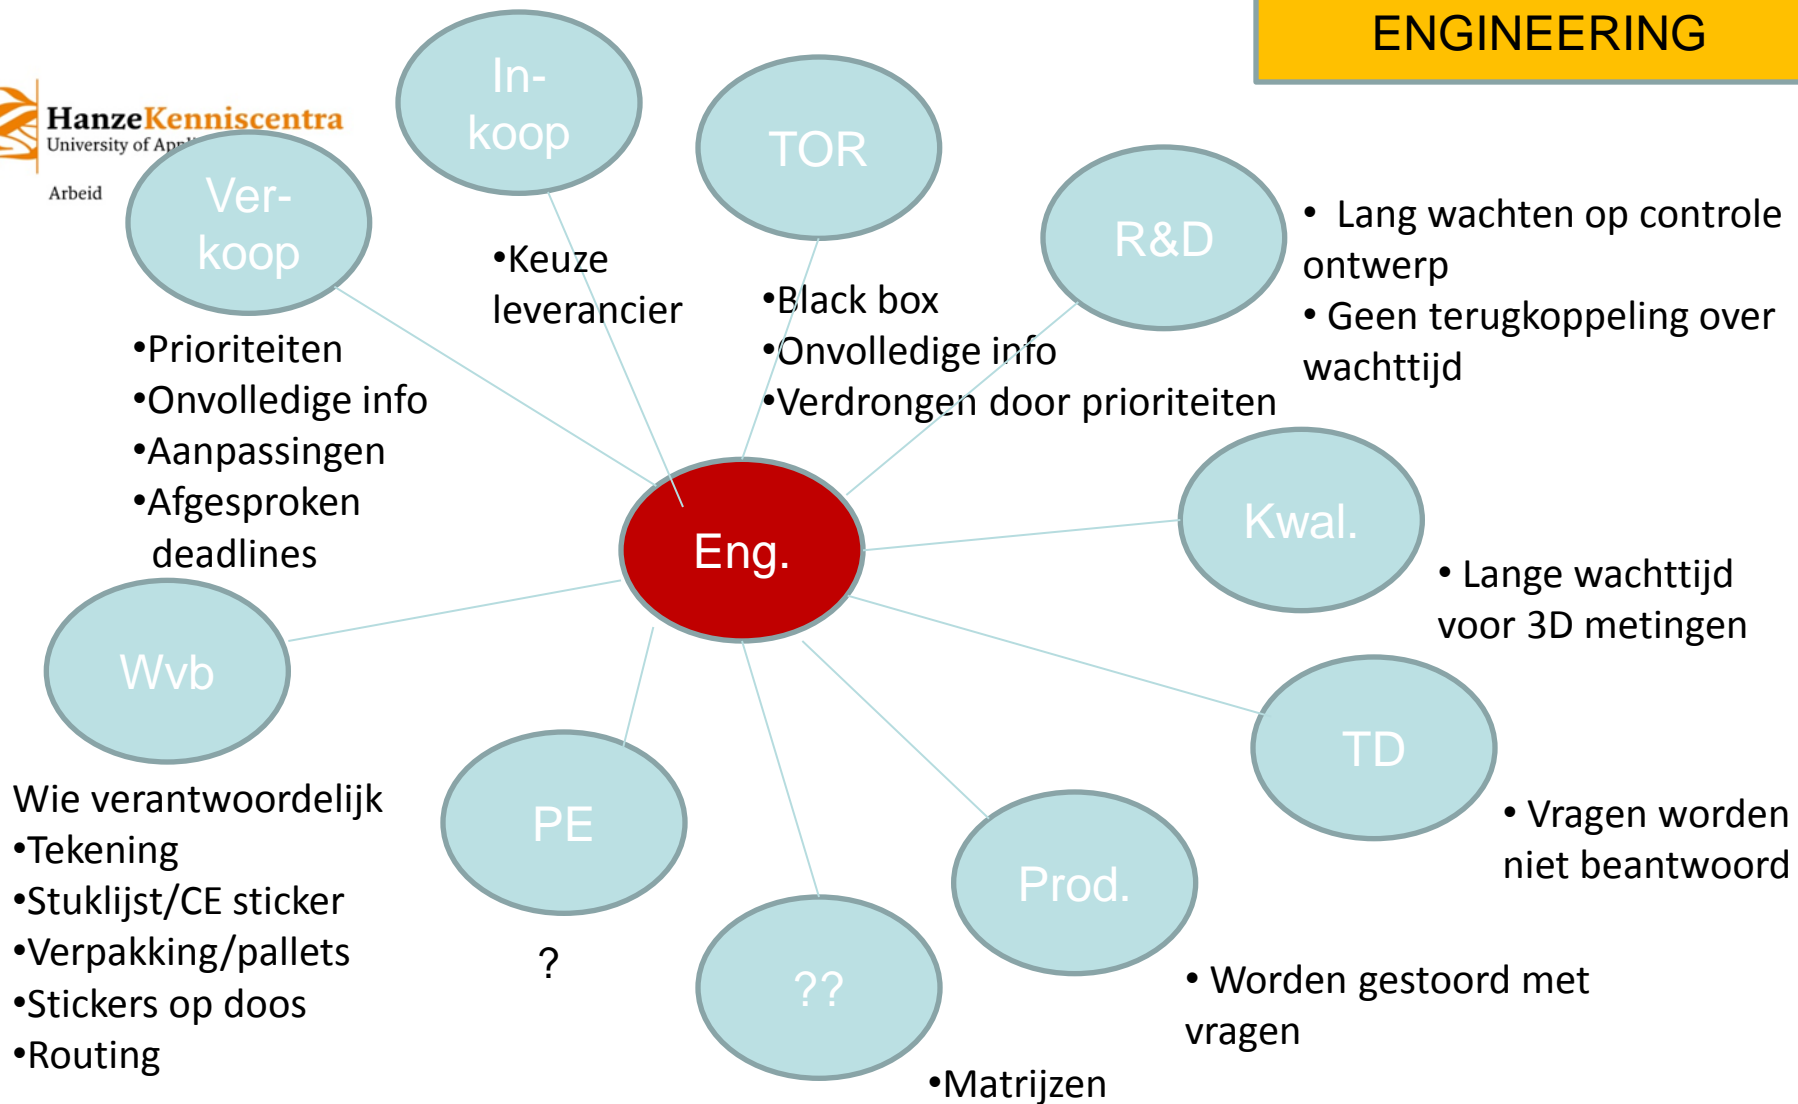 ENGINEERING
HanzeKenniscentra
University of
Arbeid
In-
koop
TOR
Ver-
koop
R&D
• Lang wachten op controle
ontwerp
• Geen terugkoppeling over
wachttijd
•Keuze
leverancier
•Black box
•Onvolledige info
•Verdrongen door prioriteiten
•Prioriteiten
•Onvolledige info
•Aanpassingen
•Afgesproken
deadlines
Eng.
Kwal.
• Lange wachttijd
voor 3D metingen
Wvb
TD
• Vragen worden
niet beantwoord
Wie verantwoordelijk
•Tekening
•Stuklijst/CE sticker
•Verpakking/pallets
•Stickers op doos
•Routing
PE
?
??
•Matrijzen
Prod.
• Worden gestoord met
vragen